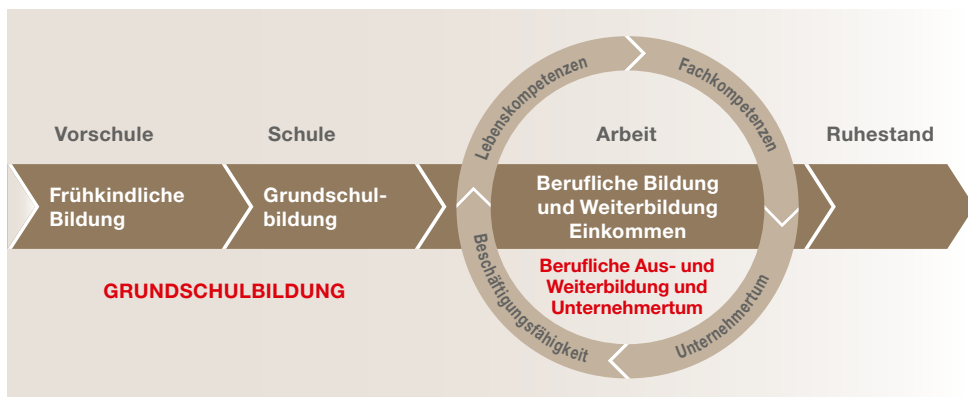 Vorschule
Schule
Arbeit
Ruhestand
Frühkindliche
Bildung
Grundschul-
bildung
Berufliche Bildung
und Weiterbildung
Einkommen
GRUNDSCHULBILDUNG
Berufliche Aus- und
Weiterbildung und
Unternehmertum
Lebenskompetenzen
Fachkompetenzen
Unternehmertum
Beschäftigungsfähigkeit